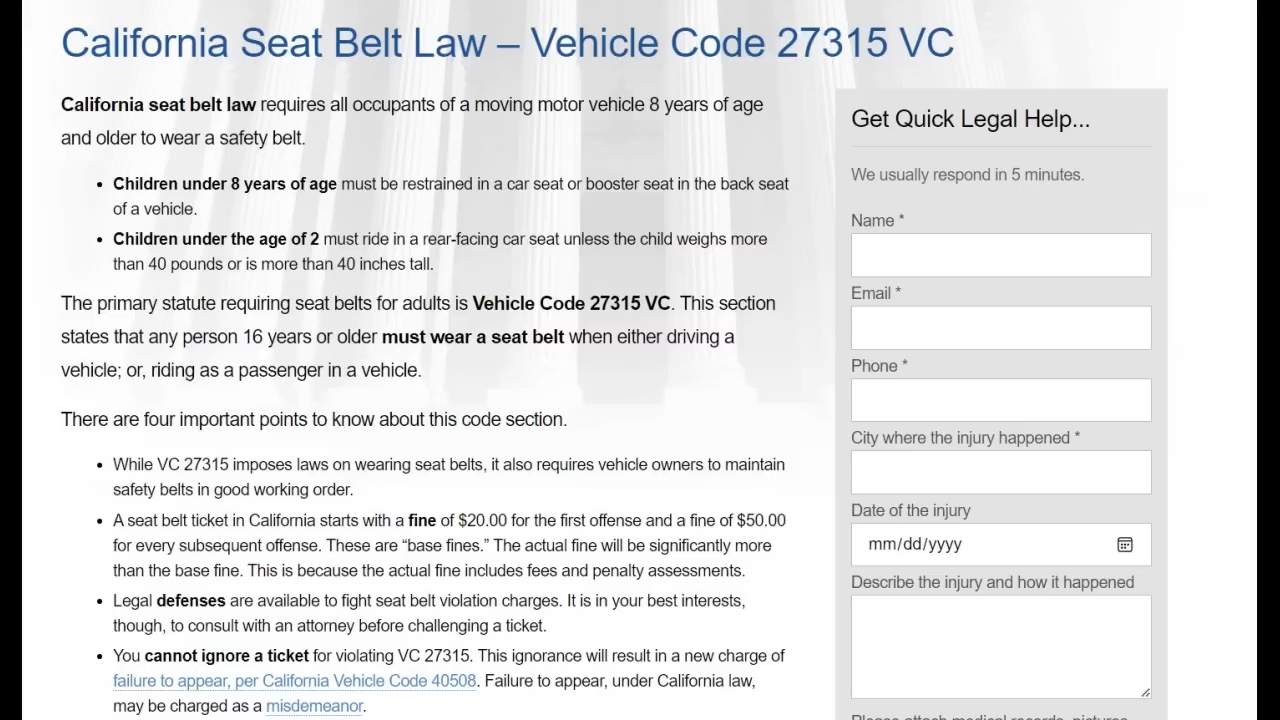 California Seat Belt Law – Vehicle Code 27315 VC
California seat belt law requires all occupants of a moving motor vehicle 8 years of age
and older to wear a safety belt.
• Children under 8 years of age must be restrained in a car seat or booster seat in the back seat
of a vehicle.
• Children under the age of 2 must ride in a rear-facing car seat unless the child weighs more
than 40 pounds or is more than 40 inches tall.
The primary statute requiring seat belts for adults is Vehicle Code 27315 VC. This section
states that any person 16 years or older must wear a seat belt when either driving a
vehicle; or, riding as a passenger in a vehicle.
There are four important points to know about this code section.
• While VC 27315 imposes laws on wearing seat belts, it also requires vehicle owners to maintain
safety belts in good working order.
• A seat belt ticket in California starts with a fine of $20.00 for the first offense and a fine of $50.00
for every subsequent offense. These are “base fines.” The actual fine will be significantly more
than the base fine. This is because the actual fine includes fees and penalty assessments.
• Legal defenses are available to fight seat belt violation charges. It is in your best interests,
though, to consult with an attorney before challenging a ticket.
• You cannot ignore a ticket for violating VC 27315. This ignorance will result in a new charge of
failure to appear, per California Vehicle Code 40508. Failure to appear, under California law,
may be charged as a misdemeanor.
Get Quick Legal Help...
We usually respond in 5 minutes.
Name *
Email *
Phone *
City where the injury happened *
Date of the injury
mm/dd/yyyy
Describe the injury and how it happened
Please attach medical records, pictures